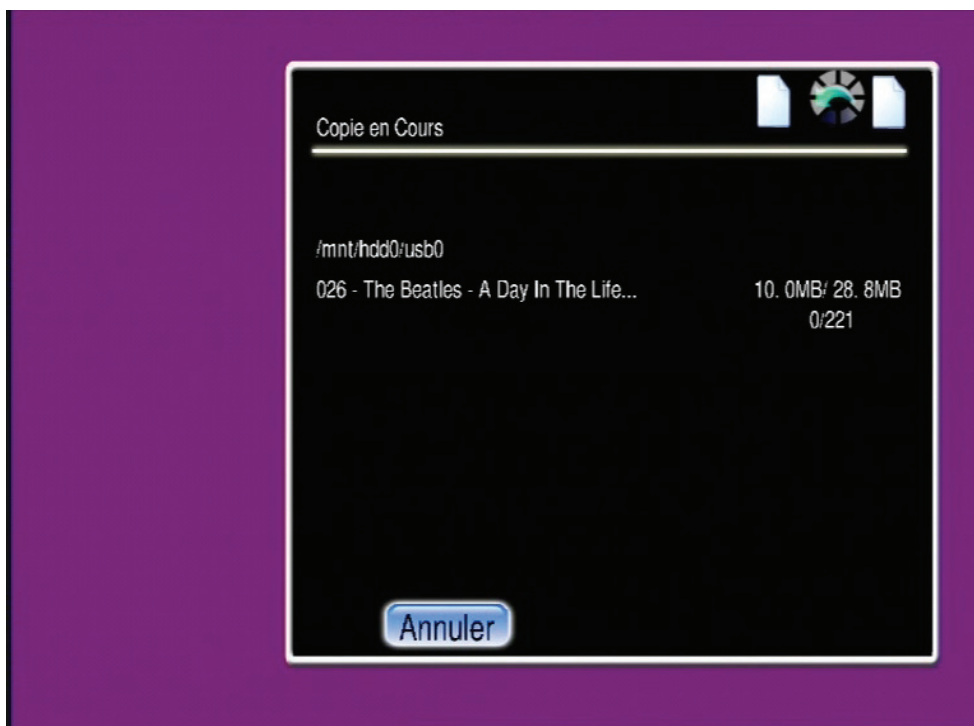 Copie en Cours
/mnt/hdd0/usb0
026 - The Beatles - A Day In The Life... 10. 0MB/ 28. 8MB
0/221
Annuler